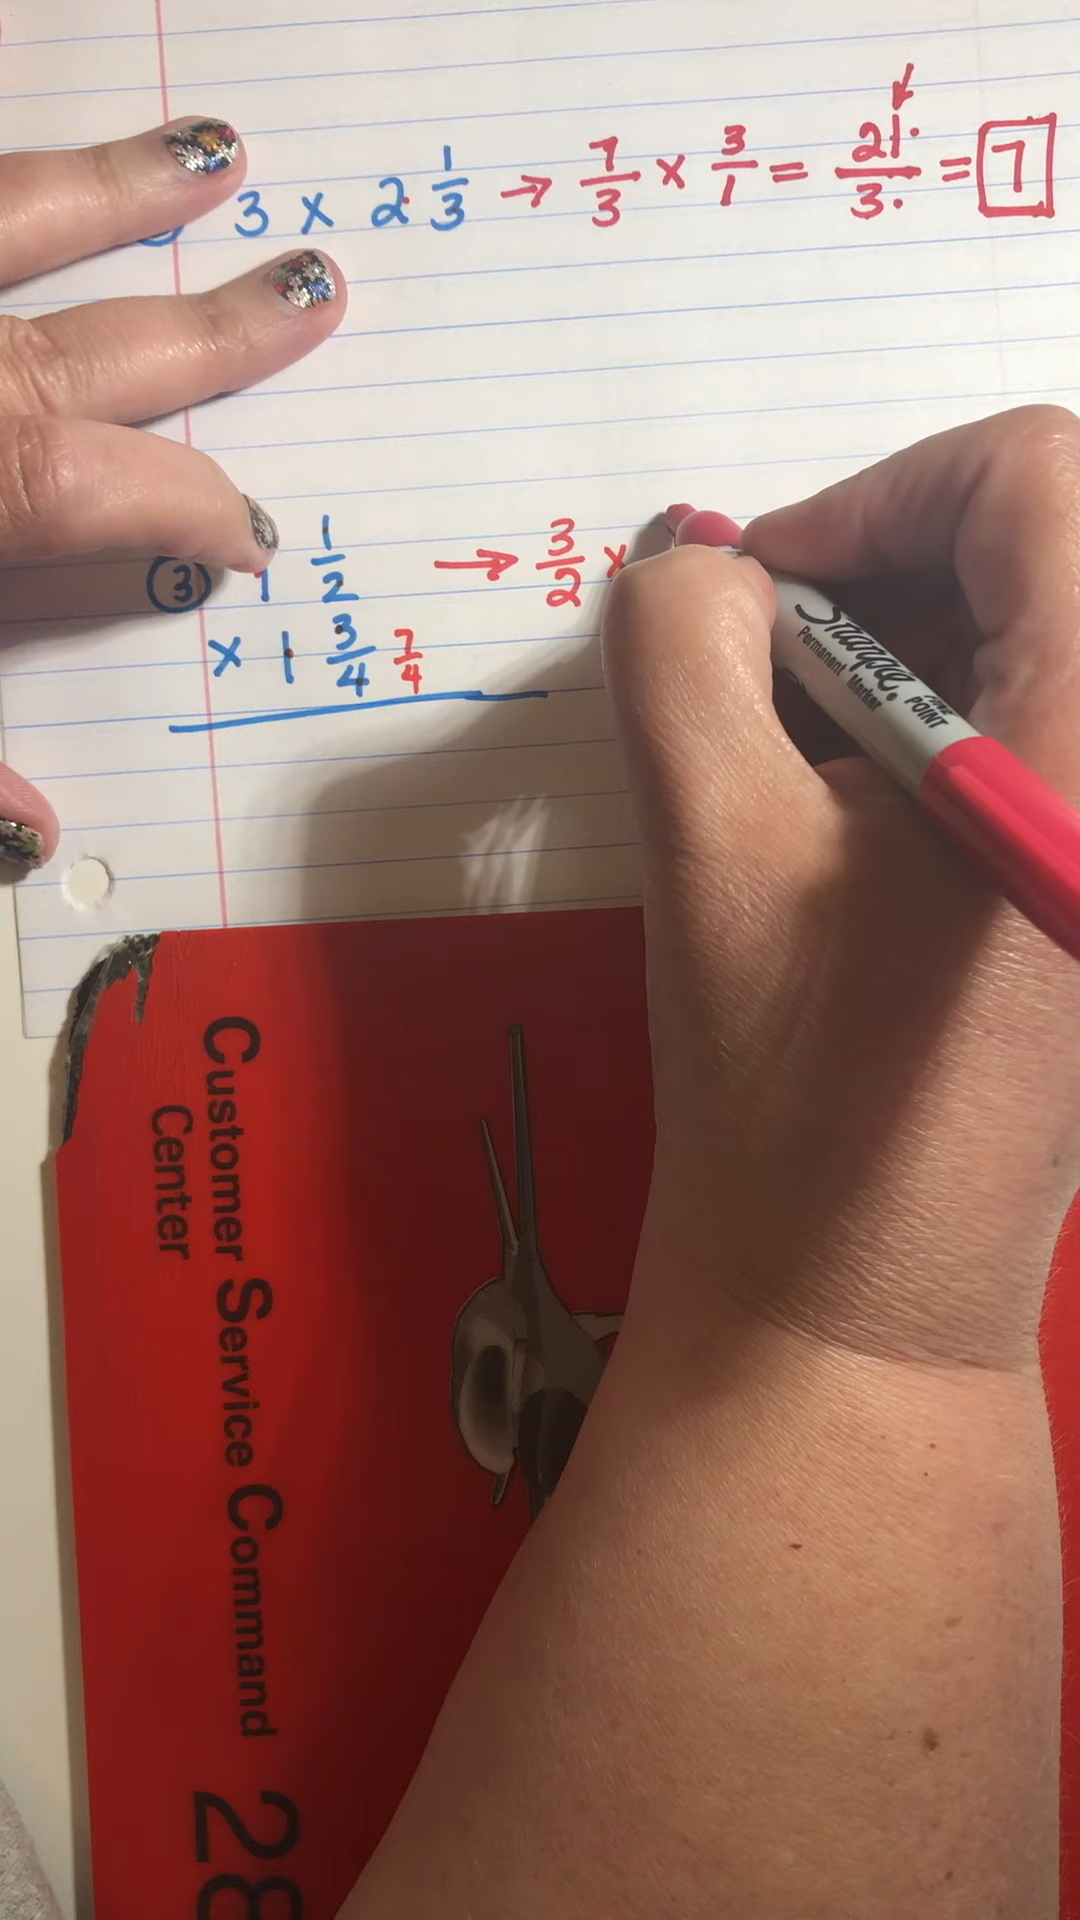 3 x 2 1/3 → 7/3 x 3/1 = 21/3 = 7
③ 1 1/2 → 3/2 x
x 1 3/4 7/4
Sharpie.
FINE POINT
Permanent Marker
Customer Service Command
Center
28